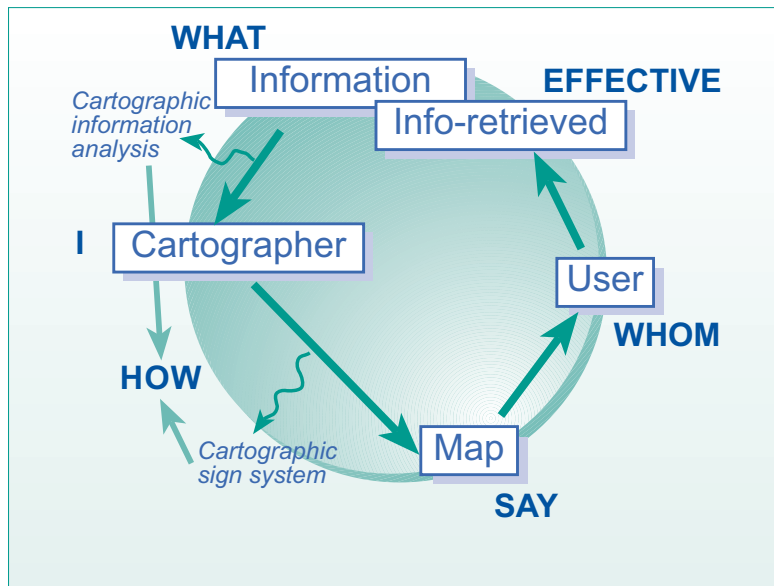 WHAT
Information
EFFECTIVE
Info-retrieved
Cartographic
information
analysis
I
Cartographer
User
WHOM
HOW
Map
Cartographic
sign system
SAY